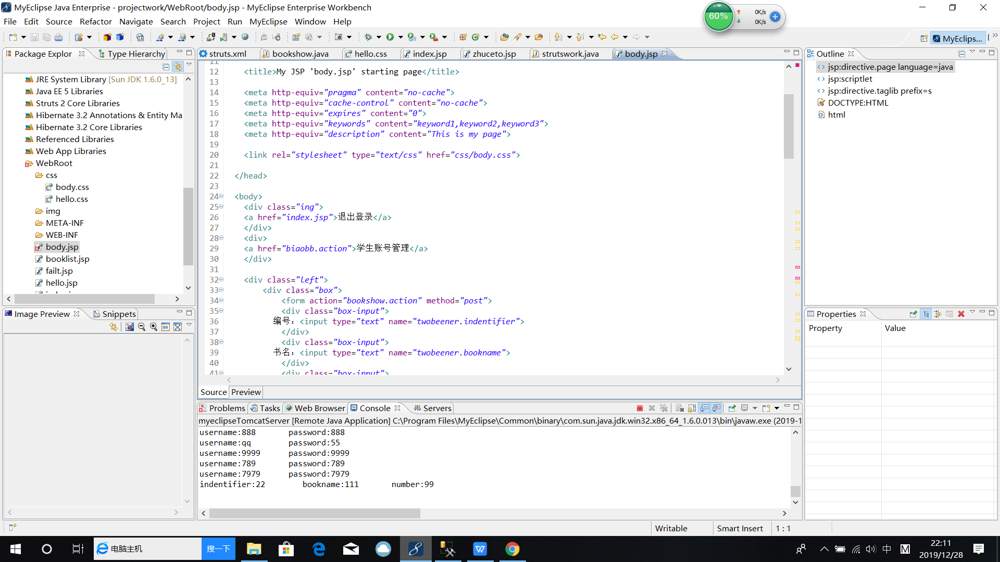 MyEclipse Java Enterprise - projectwork/WebRoot/body.jsp - MyEclipse Enterprise Workbench
60%
0K/s
0K/s
File Edit Source Refactor Navigate Search Project Run MyEclipse Window Help
MyEclips...
Package Explor
Type Hierarchy
struts.xml
bookshow.java
hello.css
index.jsp
zhuceto.jsp
strutswork.java
body.jsp
Outline
JRE System Library [Sun JDK 1.6.0_13]
Java EE 5 Libraries
Struts 2 Core Libraries
Hibernate 3.2 Annotations & Entity Ma
Hibernate 3.2 Core Libraries
Referenced Libraries
Web App Libraries
WebRoot
css
body.css
hello.css
img
META-INF
WEB-INF
body.jsp
booklist.jsp
failt.jsp
hello.jsp
11
12 <title>My JSP 'body.jsp' starting page</title>
13
14 <meta http-equiv="pragma" content="no-cache">
15 <meta http-equiv="cache-control" content="no-cache">
16 <meta http-equiv="expires" content="0">
17 <meta http-equiv="keywords" content="keyword1,keyword2,keyword3">
18 <meta http-equiv="description" content="This is my page">
19
20 <link rel="stylesheet" type="text/css" href="css/body.css">
21
22 </head>
23
24 <body>
25 <div class="ing">
26 <a href="index.jsp">退出登录</a>
27 </div>
28 <div>
29 <a href="biaobb.action">学生账号管理</a>
30 </div>
31
32 <div class="left">
33 <div class="box">
34 <form action="bookshow.action" method="post">
35 <div class="box-input">
36 编号：<input type="text" name="twobeener.indentifier">
37 </div>
38 <div class="box-input">
39 书名：<input type="text" name="twobeener.bookname">
40 </div>
41 <div class="box-input">
Source Preview
jsp:directive.page language=java
jsp:scriptlet
jsp:directive.taglib prefix=s
DOCTYPE:HTML
html
Image Preview
Snippets
Properties
Property Value
Problems
Tasks
Web Browser
Console
Servers
myeclipseTomcatServer [Remote Java Application] C:\Program Files\MyEclipse\Common\binary\com.sun.java.jdk.win32.x86_64_1.6.0.013\bin\javaw.exe (2019-1
username:888 password:888
username:qq password:55
username:9999 password:9999
username:789 password:789
username:7979 password:7979
indentifier:22 bookname:111 number:99
Writable
Smart Insert
1 : 1
电脑主机
搜一下
中
M
22:11
2019/12/28